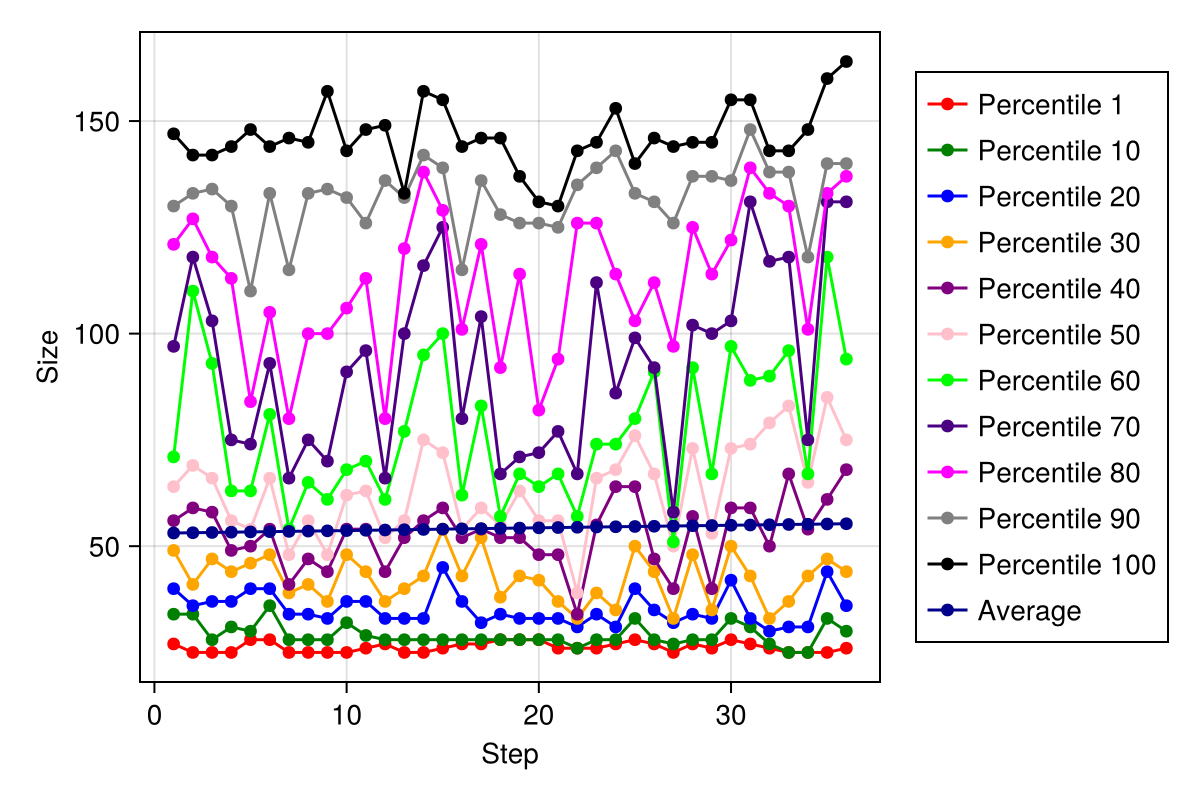 150
100
50
Size
0
10
20
30
Step
Percentile 1
Percentile 10
Percentile 20
Percentile 30
Percentile 40
Percentile 50
Percentile 60
Percentile 70
Percentile 80
Percentile 90
Percentile 100
Average